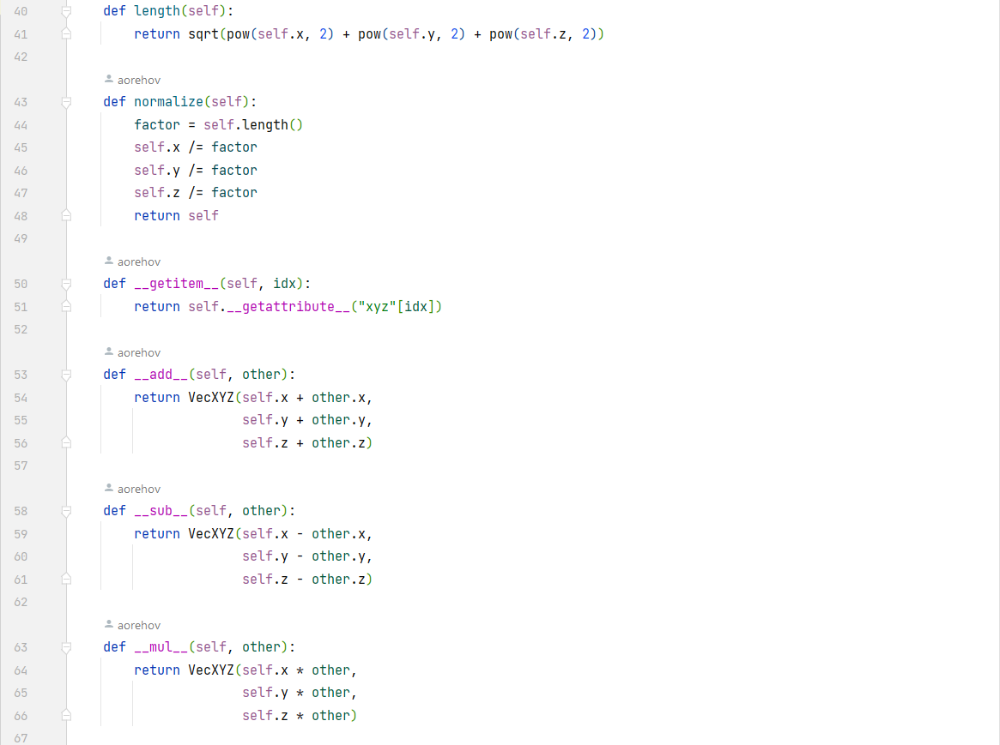 40 def length(self):
41 return sqrt(pow(self.x, 2) + pow(self.y, 2) + pow(self.z, 2))
42
aorehov
43 def normalize(self):
44 factor = self.length()
45 self.x /= factor
46 self.y /= factor
47 self.z /= factor
48 return self
49
aorehov
50 def __getitem__(self, idx):
51 return self.__getattribute__("xyz"[idx])
52
aorehov
53 def __add__(self, other):
54 return VecXYZ(self.x + other.x,
55 self.y + other.y,
56 self.z + other.z)
57
aorehov
58 def __sub__(self, other):
59 return VecXYZ(self.x - other.x,
60 self.y - other.y,
61 self.z - other.z)
62
aorehov
63 def __mul__(self, other):
64 return VecXYZ(self.x * other,
65 self.y * other,
66 self.z * other)
67